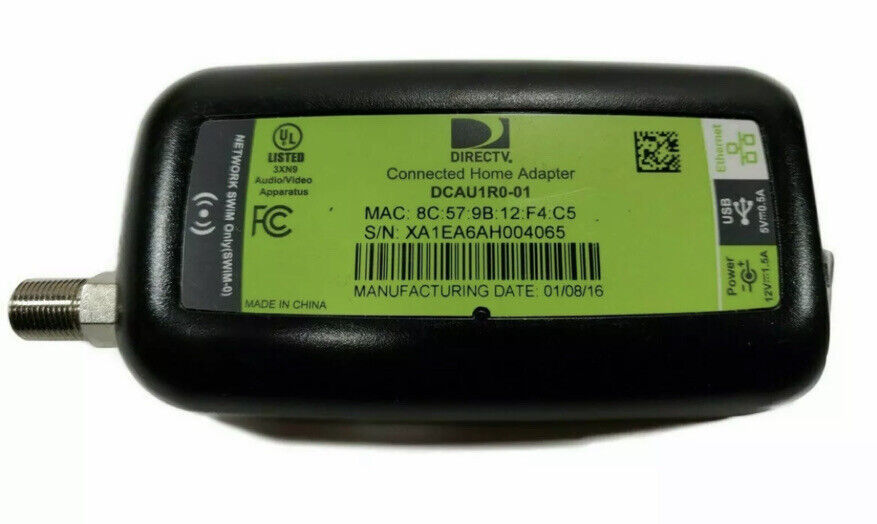 NETWORK SWIM Only(SWIM-0)
UL
LISTED
3XN9
Audio/Video
Apparatus
FC
MADE IN CHINA
DIRECTV.
Connected Home Adapter
DCAU1R0-01
MAC: 8C:57:9B:12:F4:C5
S/N: XA1EA6AH004065
MANUFACTURING DATE: 01/08/16
Ethernet
USB
5V⎓0.5A
Power
12V⎓1.5A